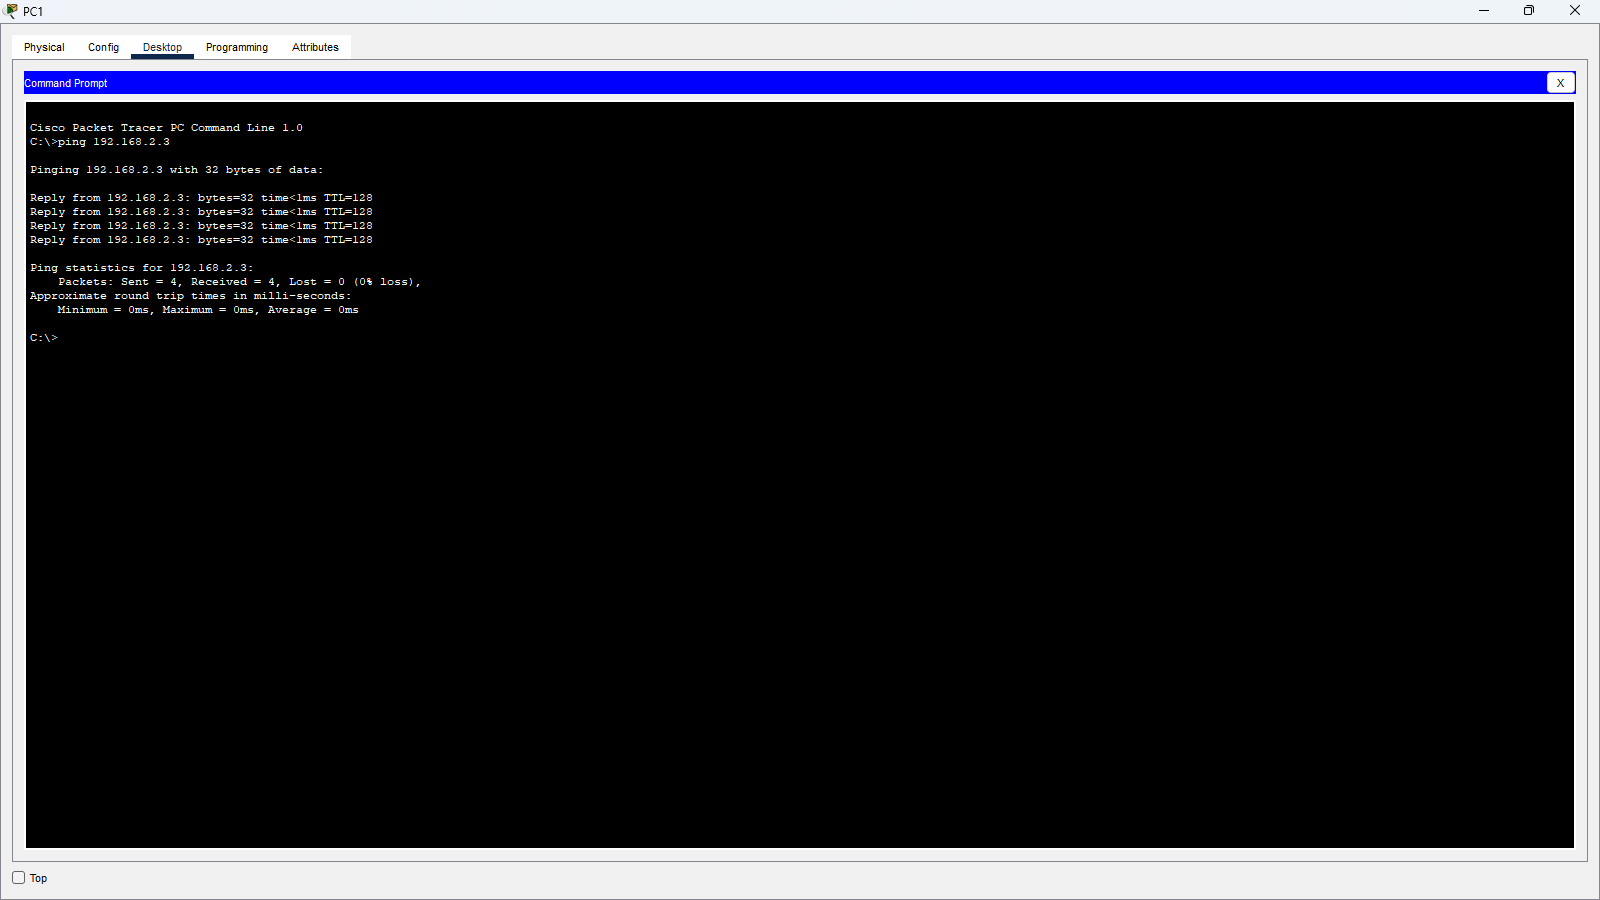 PC1
Physical Config Desktop Programming Attributes
Command Prompt X
Cisco Packet Tracer PC Command Line 1.0
C:\>ping 192.168.2.3
Pinging 192.168.2.3 with 32 bytes of data:
Reply from 192.168.2.3: bytes=32 time<1ms TTL=128
Reply from 192.168.2.3: bytes=32 time<1ms TTL=128
Reply from 192.168.2.3: bytes=32 time<1ms TTL=128
Reply from 192.168.2.3: bytes=32 time<1ms TTL=128
Ping statistics for 192.168.2.3:
    Packets: Sent = 4, Received = 4, Lost = 0 (0% loss),
Approximate round trip times in milli-seconds:
    Minimum = 0ms, Maximum = 0ms, Average = 0ms
C:\>
Top